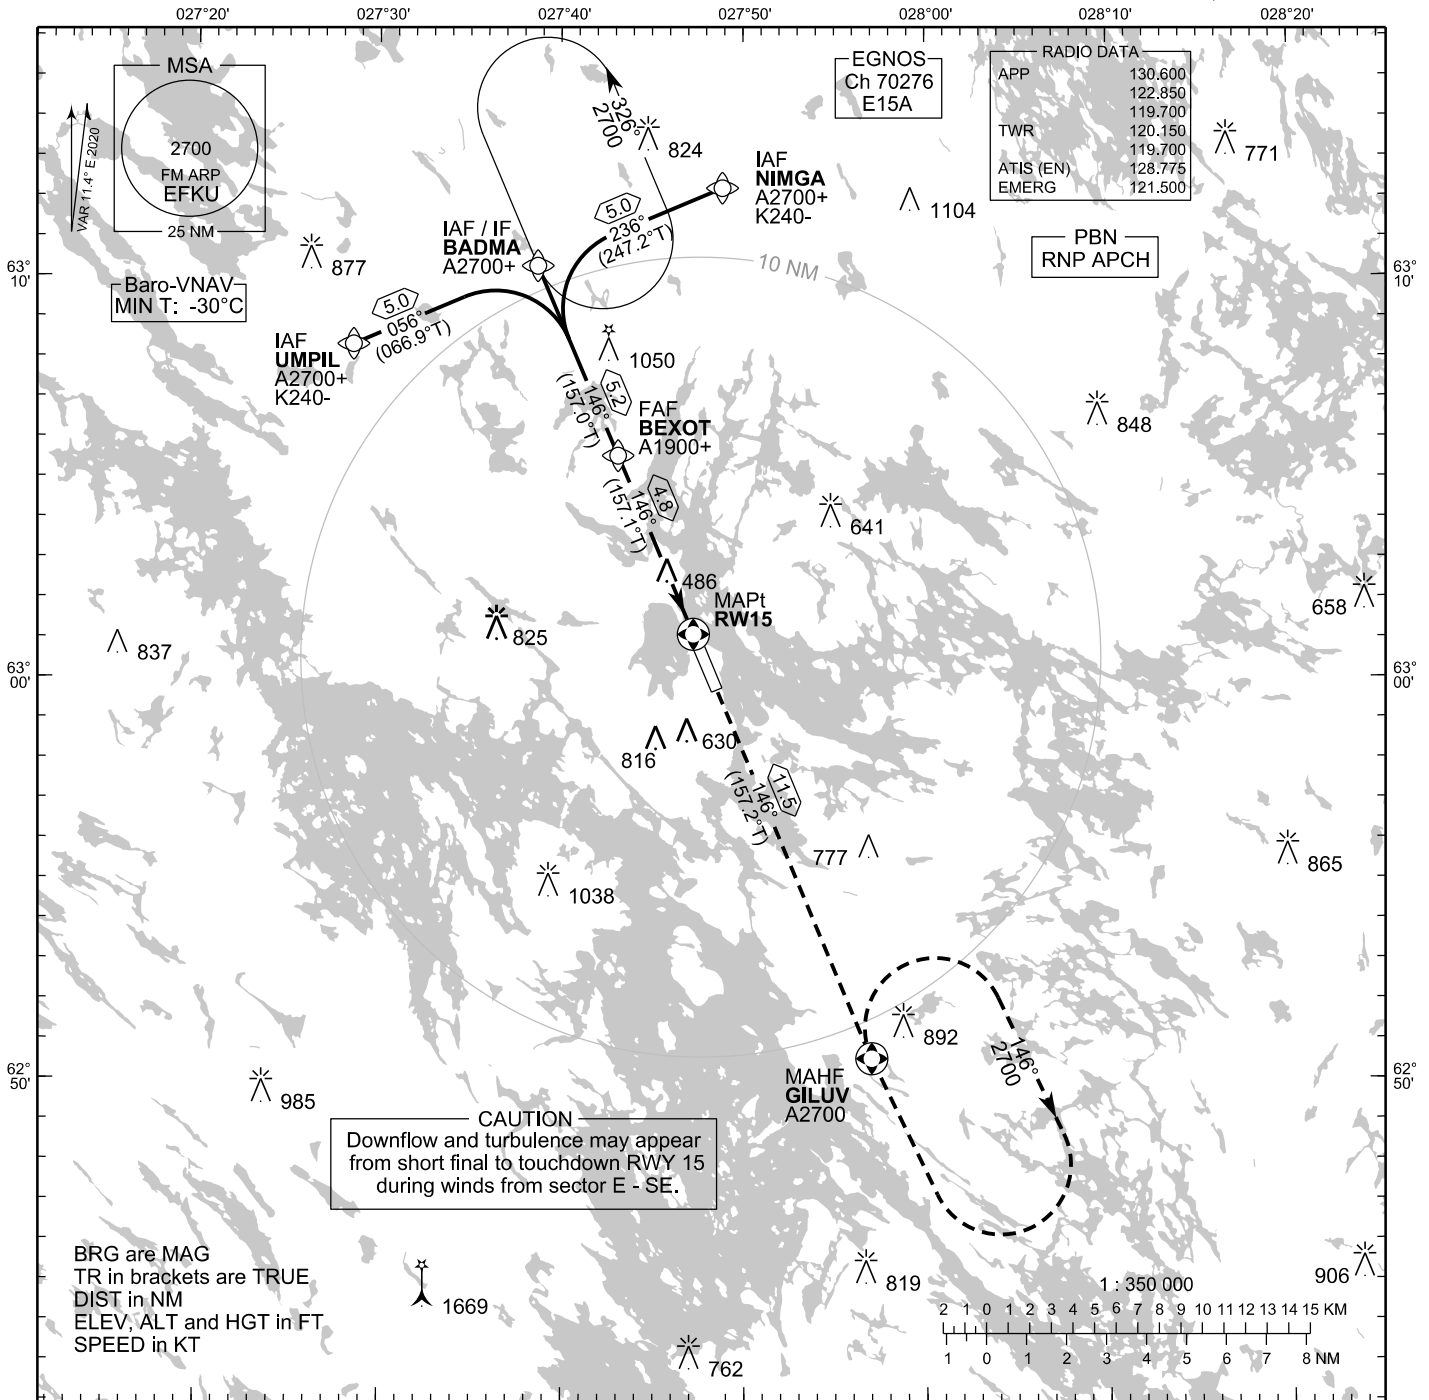 027°20'
027°30'
027°40'
027°50'
028°00'
028°10'
028°20'
MSA
2700
FM ARP
EFKU
25 NM
VAR 11.4° E 2020
Baro-VNAV
MIN T: -30°C
EGNOS
Ch 70276
E15A
RADIO DATA
APP 130.600
122.850
119.700
TWR 120.150
119.700
ATIS (EN) 128.775
EMERG 121.500
PBN
RNP APCH
326°
2700
824
771
1104
877
IAF
NIMGA
A2700+
K240-
5.0
236°
(247.2°T)
IAF / IF
BADMA
A2700+
10 NM
63°
10'
63°
10'
IAF
UMPIL
A2700+
K240-
5.0
056°
(066.9°T)
1050
5.2
146°
(157.0°T)
848
FAF
BEXOT
A1900+
4.8
146°
(157.1°T)
641
486
658
MAPt
RW15
825
837
63°
00'
63°
00'
816
630
11.5
146°
(157.2°T)
777
865
1038
892
146°
2700
62°
50'
62°
50'
MAHF
GILUV
A2700
985
CAUTION
Downflow and turbulence may appear
from short final to touchdown RWY 15
during winds from sector E - SE.
BRG are MAG
TR in brackets are TRUE
DIST in NM
ELEV, ALT and HGT in FT
SPEED in KT
1669
819
906
762
1 : 350 000
2 1 0 1 2 3 4 5 6 7 8 9 10 11 12 13 14 15 KM
1 0 1 2 3 4 5 6 7 8 NM